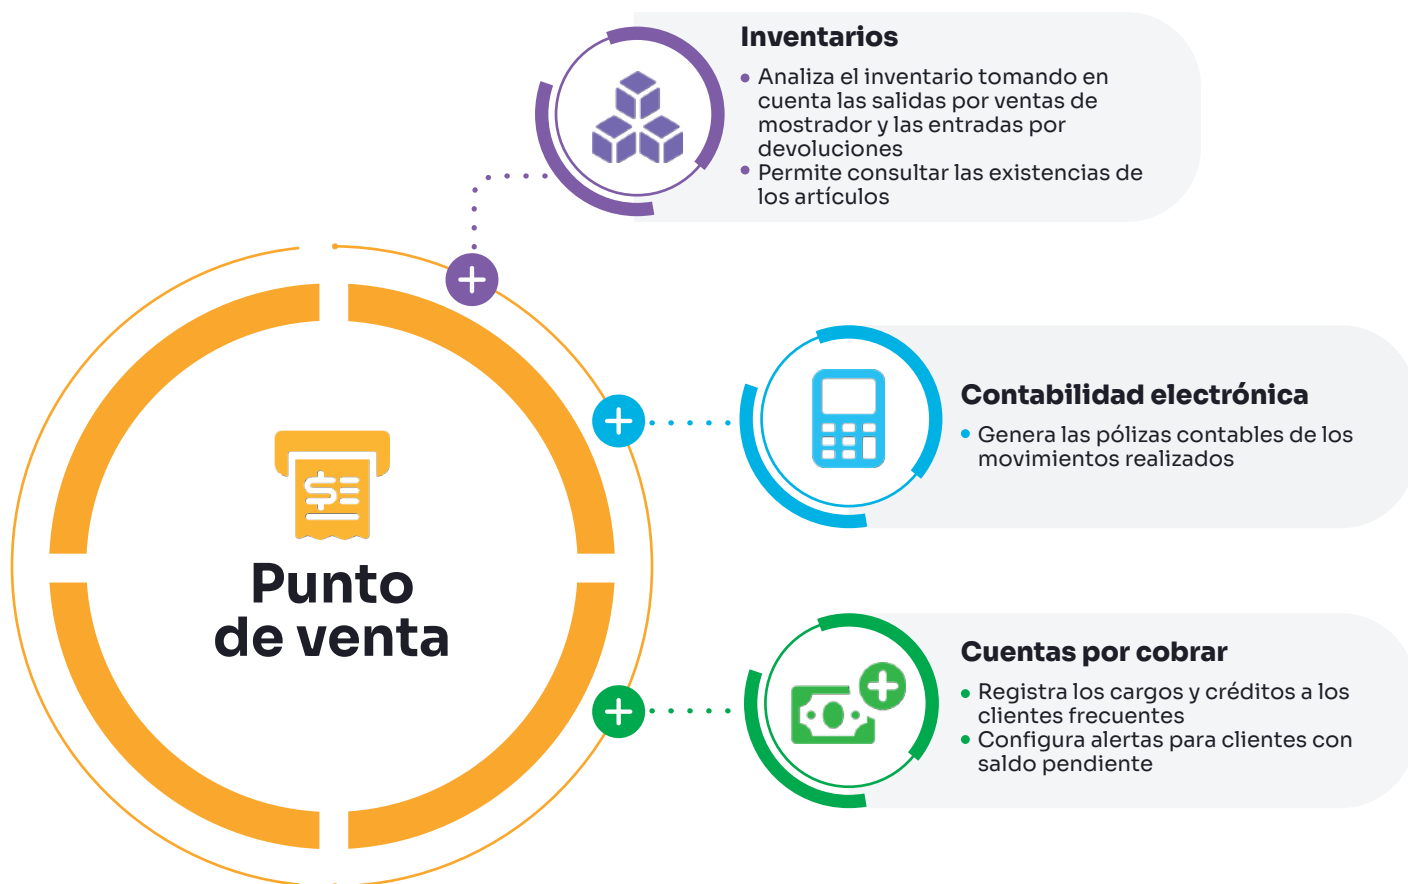 Inventarios
• Analiza el inventario tomando en
cuenta las salidas por ventas de
mostrador y las entradas por
devoluciones
• Permite consultar las existencias de
los artículos
Contabilidad electrónica
• Genera las pólizas contables de los
movimientos realizados
Punto
de venta
Cuentas por cobrar
• Registra los cargos y créditos a los
clientes frecuentes
• Configura alertas para clientes con
saldo pendiente